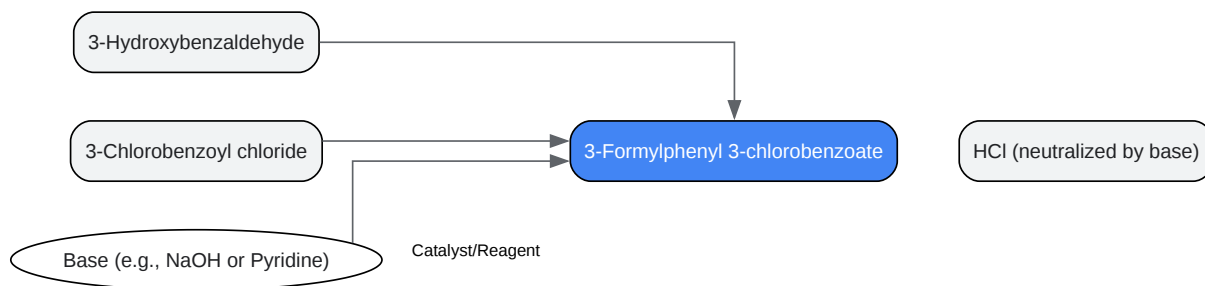 3-Hydroxybenzaldehyde
3-Chlorobenzoyl chloride
3-Formylphenyl 3-chlorobenzoate
HCl (neutralized by base)
Base (e.g., NaOH or Pyridine)
Catalyst/Reagent